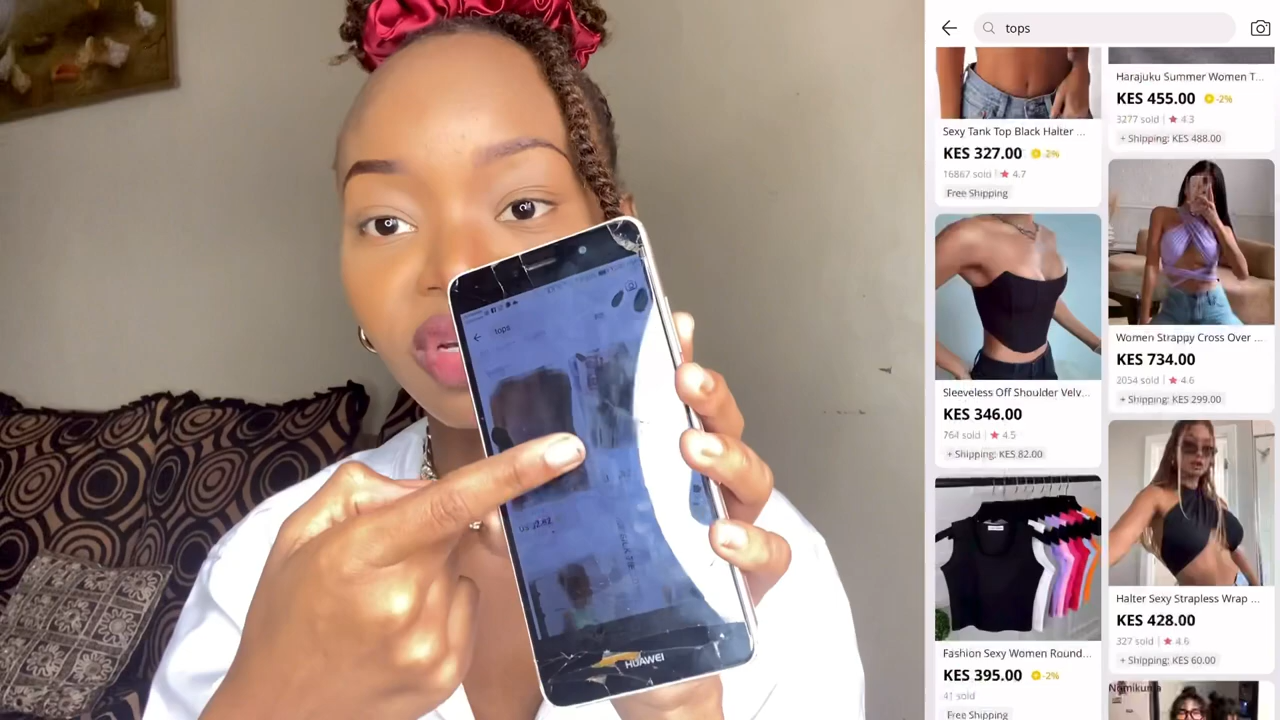 tops
HUAWEI
tops
Sexy Tank Top Black Halter ...
KES 327.00 -2%
16867 sold 4.7
Free Shipping
Sleeveless Off Shoulder Velv...
KES 346.00
764 sold 4.5
+ Shipping: KES 82.00
Fashion Sexy Women Round...
KES 395.00 -2%
41 sold
Free Shipping
Harajuku Summer Women T...
KES 455.00 -2%
3277 sold 4.3
+ Shipping: KES 488.00
Women Strappy Cross Over ...
KES 734.00
2054 sold 4.6
+ Shipping: KES 299.00
Halter Sexy Strapless Wrap ...
KES 428.00
327 sold 4.6
+ Shipping: KES 60.00